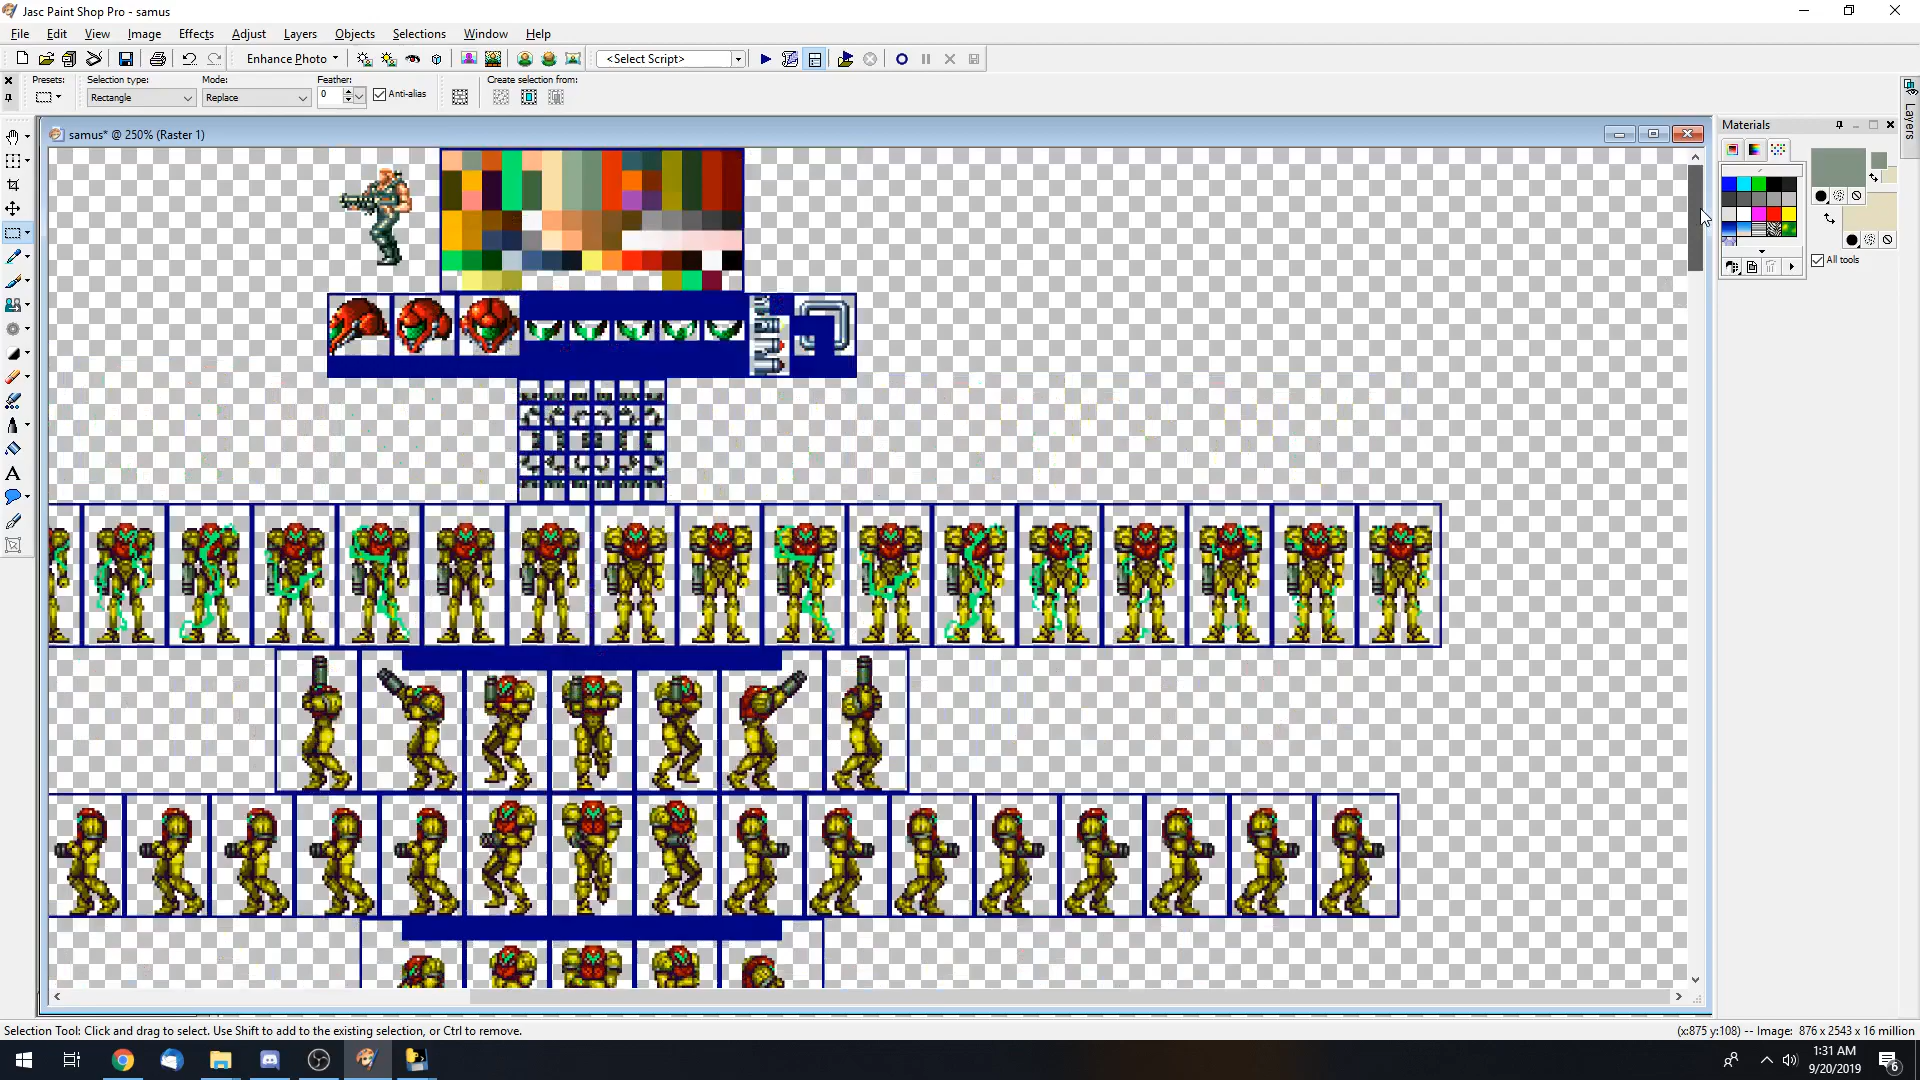 Jasc Paint Shop Pro - samus
File Edit View Image Effects Adjust Layers Objects Selections Window Help
Enhance Photo <Select Script>
Presets: Selection type: Mode: Feather: Create selection from:
Rectangle Replace 0 Anti-alias
samus* @ 250% (Raster 1)
Materials
Layers
All tools
Selection Tool: Click and drag to select. Use Shift to add to the existing selection, or Ctrl to remove.
(x:875 y:108) -- Image: 876 x 2543 x 16 million
1:31 AM
9/20/2019
6